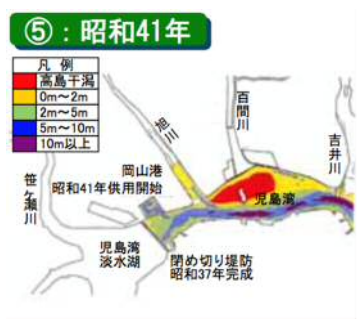 ⑤：昭和41年
凡 例
高島干潟
0m～2m
2m～5m
5m～10m
10m以上
旭川
百間川
吉井川
笹ヶ瀬川
岡山港
昭和41年供用開始
児島湾
児島湾
淡水湖
閉め切り堤防
昭和37年完成